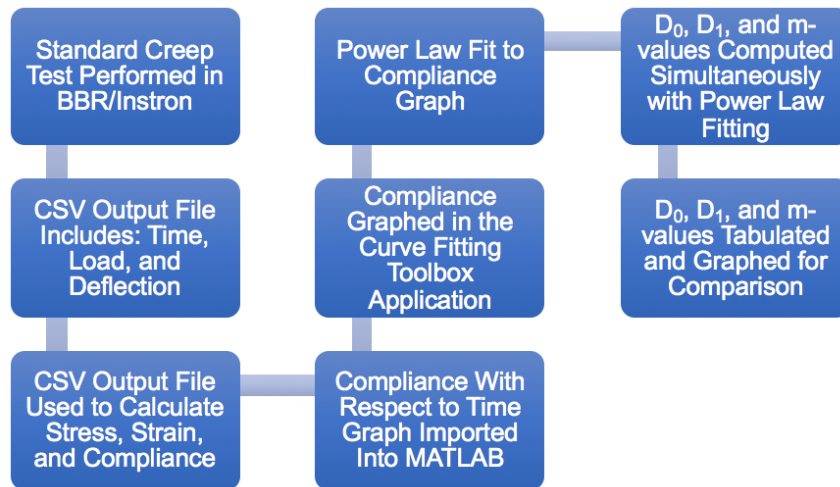 Standard Creep
Test Performed in
BBR/Instron
CSV Output File
Includes: Time,
Load, and
Deflection
CSV Output File
Used to Calculate
Stress, Strain,
and Compliance
Compliance With
Respect to Time
Graph Imported
Into MATLAB
Compliance
Graphed in the
Curve Fitting
Toolbox
Application
Power Law Fit to
Compliance
Graph
D₀, D₁, and m-
values Computed
Simultaneously
with Power Law
Fitting
D₀, D₁, and m-
values Tabulated
and Graphed for
Comparison